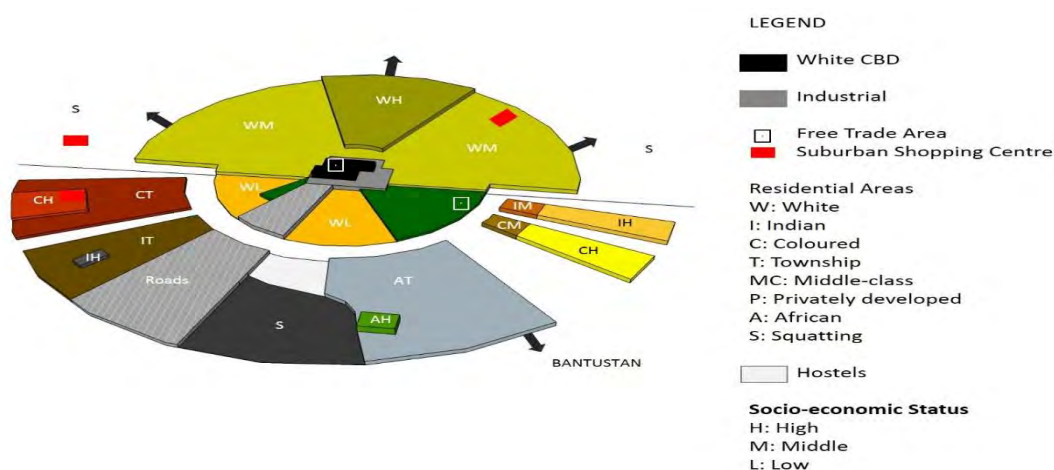 S
WH
WM
WM
S
CH
CT
WL
IM
IH
CM
CH
IT
IH
WL
Roads
AT
S
AH
BANTUSTAN
LEGEND
White CBD
Industrial
Free Trade Area
Suburban Shopping Centre
Residential Areas
W: White
I: Indian
C: Coloured
T: Township
MC: Middle-class
P: Privately developed
A: African
S: Squatting
Hostels
Socio-economic Status
H: High
M: Middle
L: Low